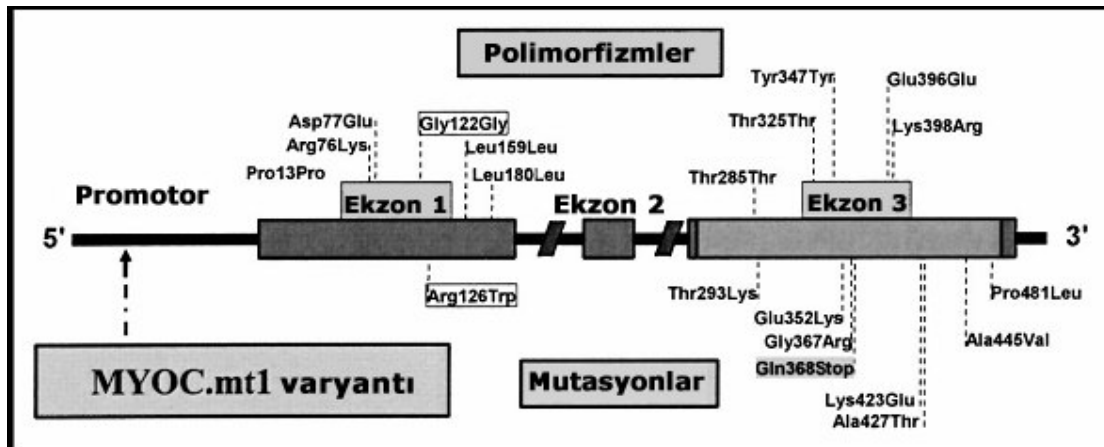 Polimorfizmler
Tyr347Tyr
Glu396Glu
Asp77Glu
Gly122Gly
Thr325Thr
Lys398Arg
Arg76Lys
Leu159Leu
Pro13Pro
Leu180Leu
Thr285Thr
Promotor
Ekzon 1
Ekzon 2
Ekzon 3
5'
3'
Arg126Trp
Thr293Lys
Pro481Leu
Glu352Lys
Gly367Arg
Ala445Val
Gln368Stop
MYOC.mt1 varyantı
Mutasyonlar
Lys423Glu
Ala427Thr